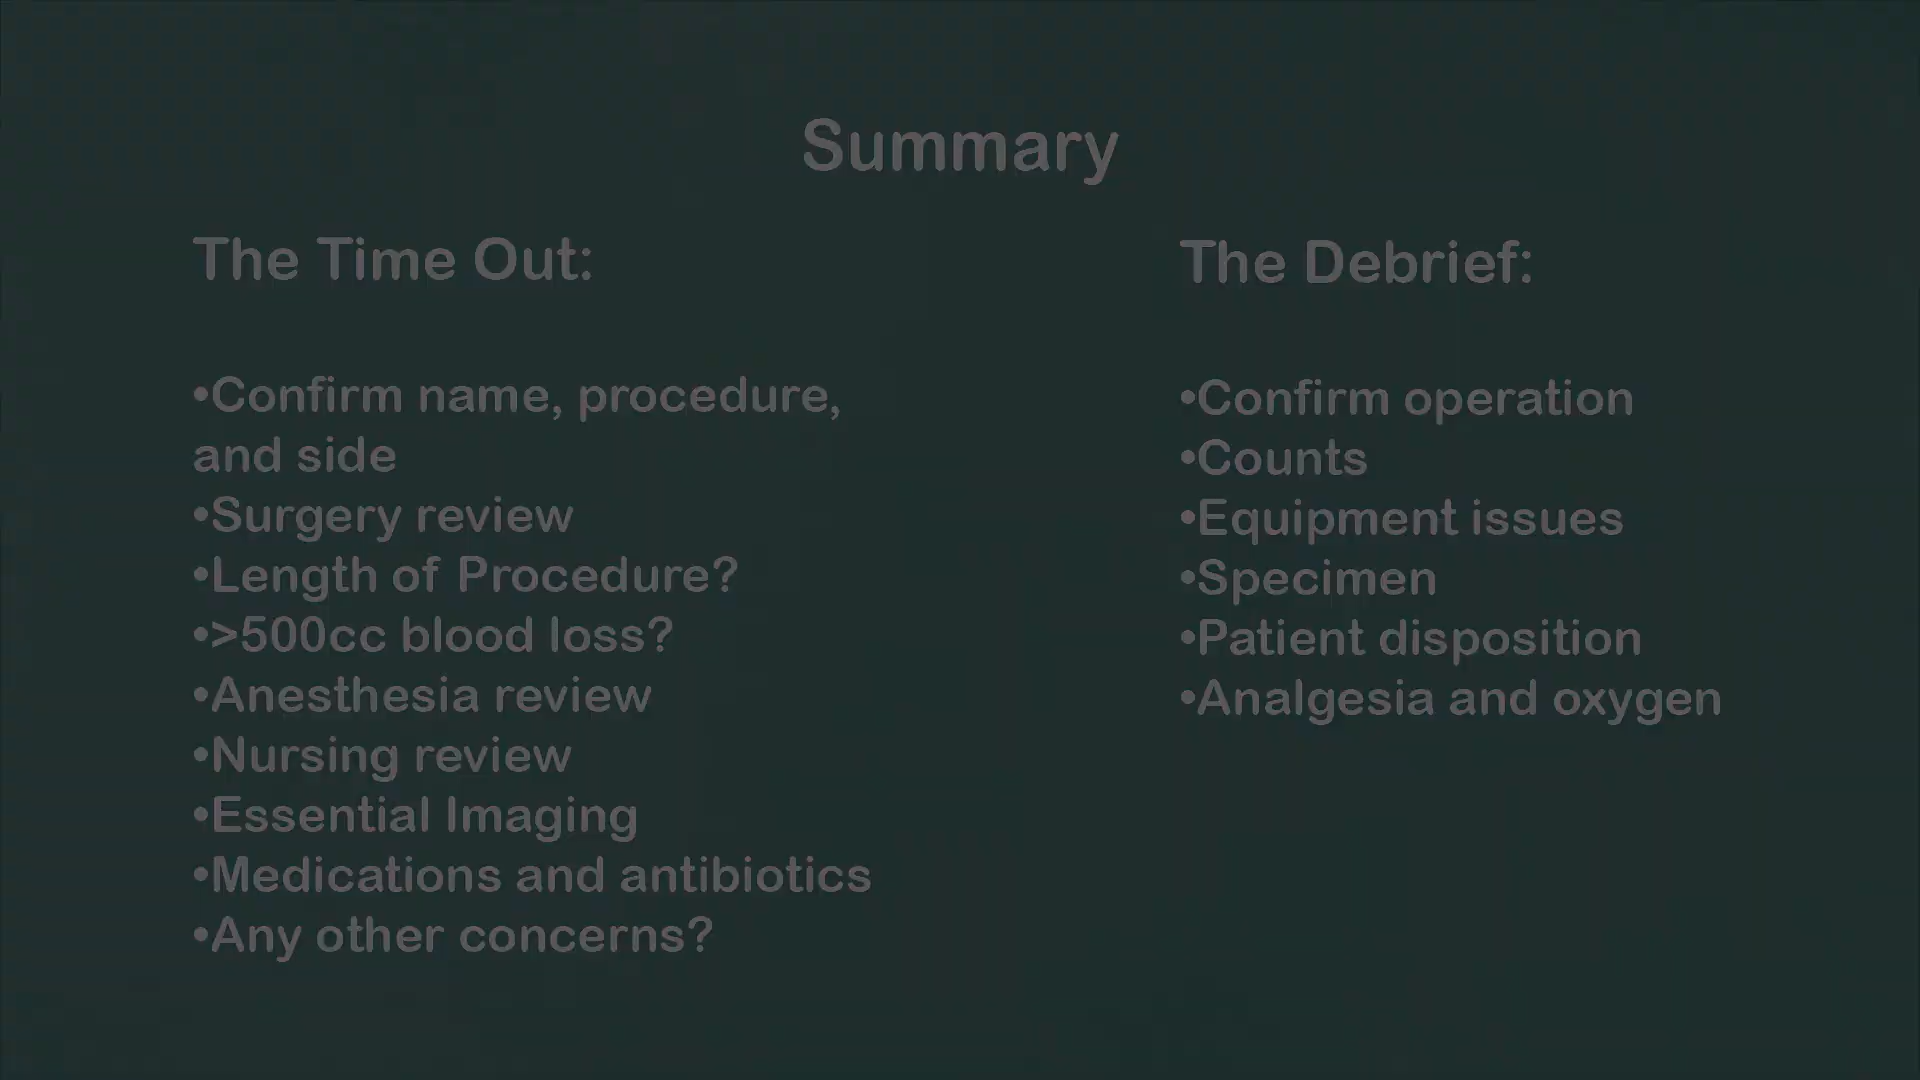 Summary
The Time Out:
•Confirm name, procedure,
and side
•Surgery review
•Length of Procedure?
•>500cc blood loss?
•Anesthesia review
•Nursing review
•Essential Imaging
•Medications and antibiotics
•Any other concerns?
The Debrief:
•Confirm operation
•Counts
•Equipment issues
•Specimen
•Patient disposition
•Analgesia and oxygen